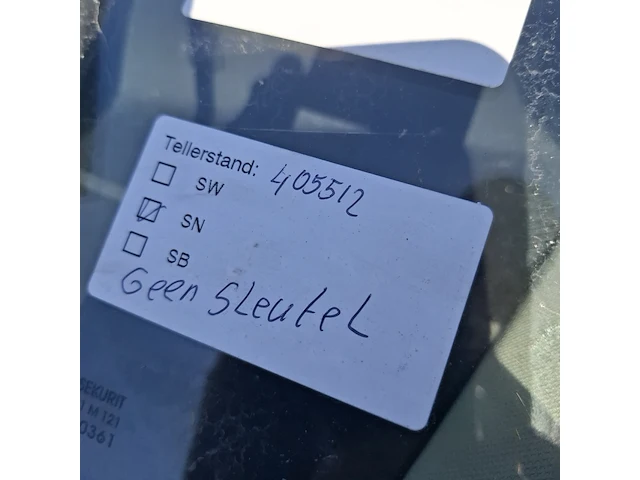 Tellerstand: 405512
SW
SN
SB
Geen Sleutel
SEKURIT
M 121
0361